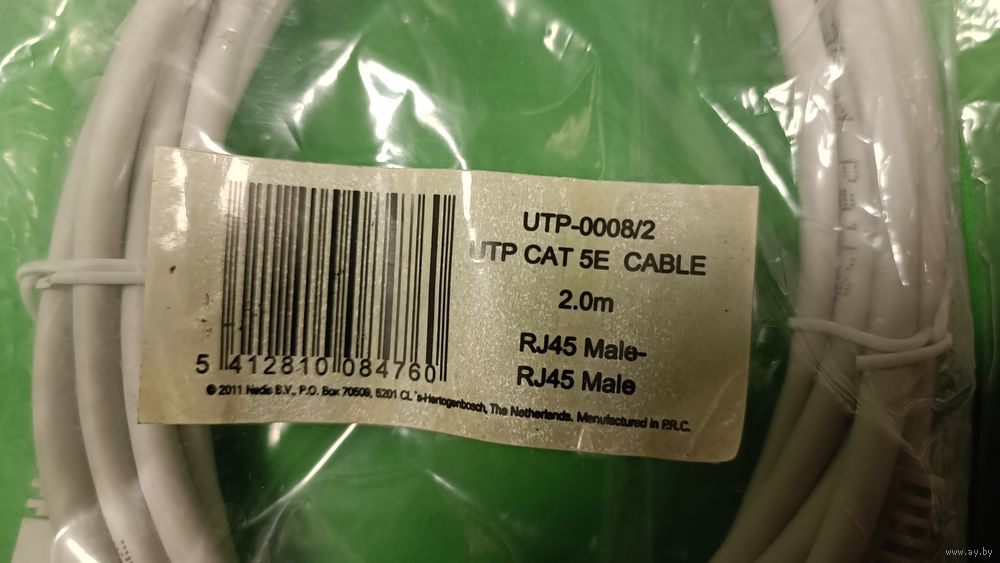 UTP-0008/2
UTP CAT 5E CABLE
2.0m
RJ45 Male-
RJ45 Male
5 412810 084760
© 2011 Nedis B.V., P.O. Box 70509, 5201 CL 's-Hertogenbosch, The Netherlands. Manufactured in P.R.C.
www.ay.by